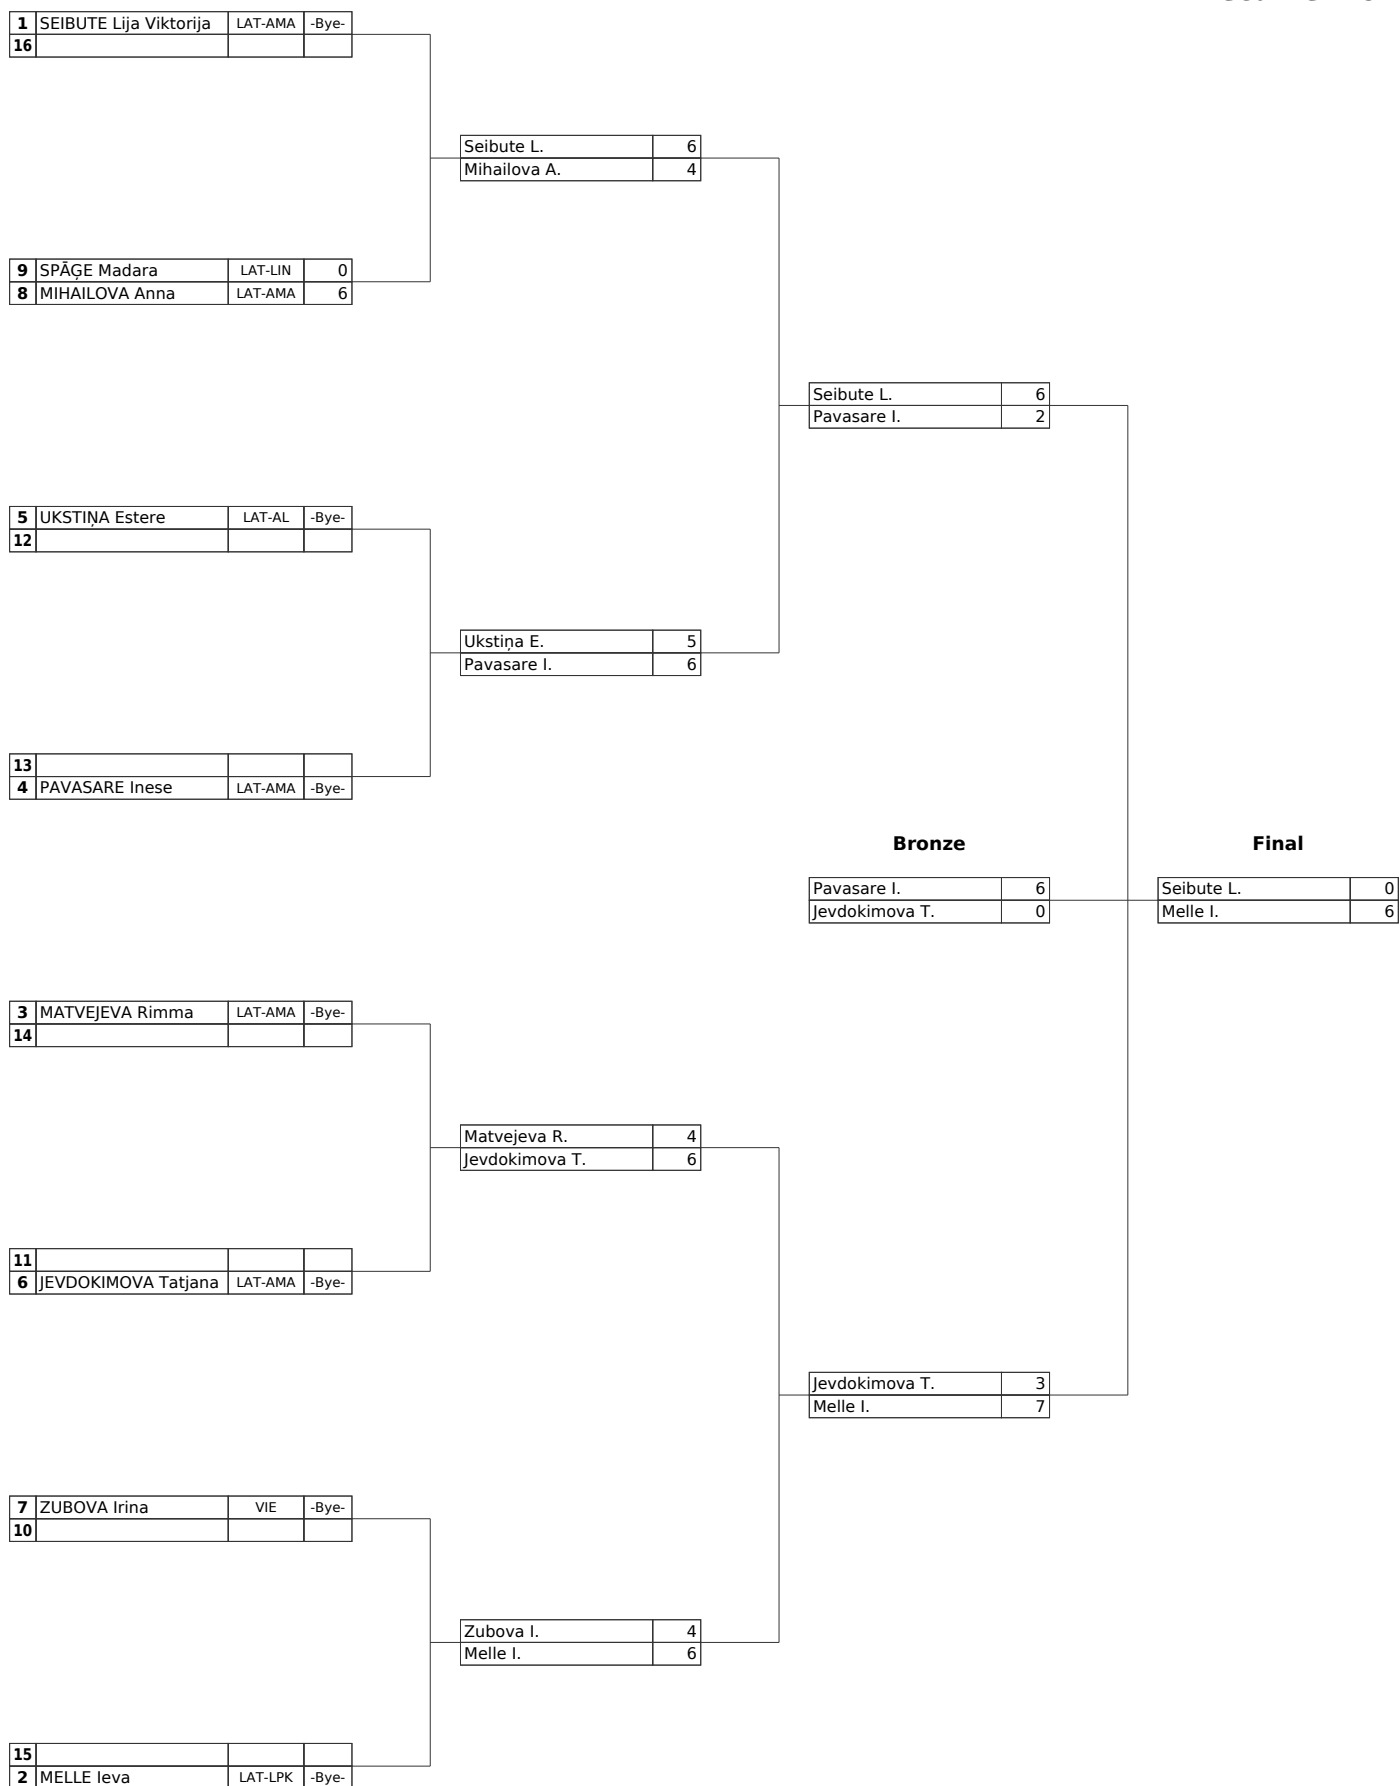 1 SEIBUTE Lija Viktorija LAT-AMA -Bye-
16
Seibute L. 6
Mihailova A. 4
9 SPĀĢE Madara LAT-LIN 0
8 MIHAILOVA Anna LAT-AMA 6
Seibute L. 6
Pavasare I. 2
5 UKSTIŅA Estere LAT-AL -Bye-
12
Ukstiņa E. 5
Pavasare I. 6
13
4 PAVASARE Inese LAT-AMA -Bye-
Bronze Final
Pavasare I. 6 Seibute L. 0
Jevdokimova T. 0 Melle I. 6
3 MATVEJEVA Rimma LAT-AMA -Bye-
14
Matvejeva R. 4
Jevdokimova T. 6
11
6 JEVDOKIMOVA Tatjana LAT-AMA -Bye-
Jevdokimova T. 3
Melle I. 7
7 ZUBOVA Irina VIE -Bye-
10
Zubova I. 4
Melle I. 6
15
2 MELLE Ieva LAT-LPK -Bye-